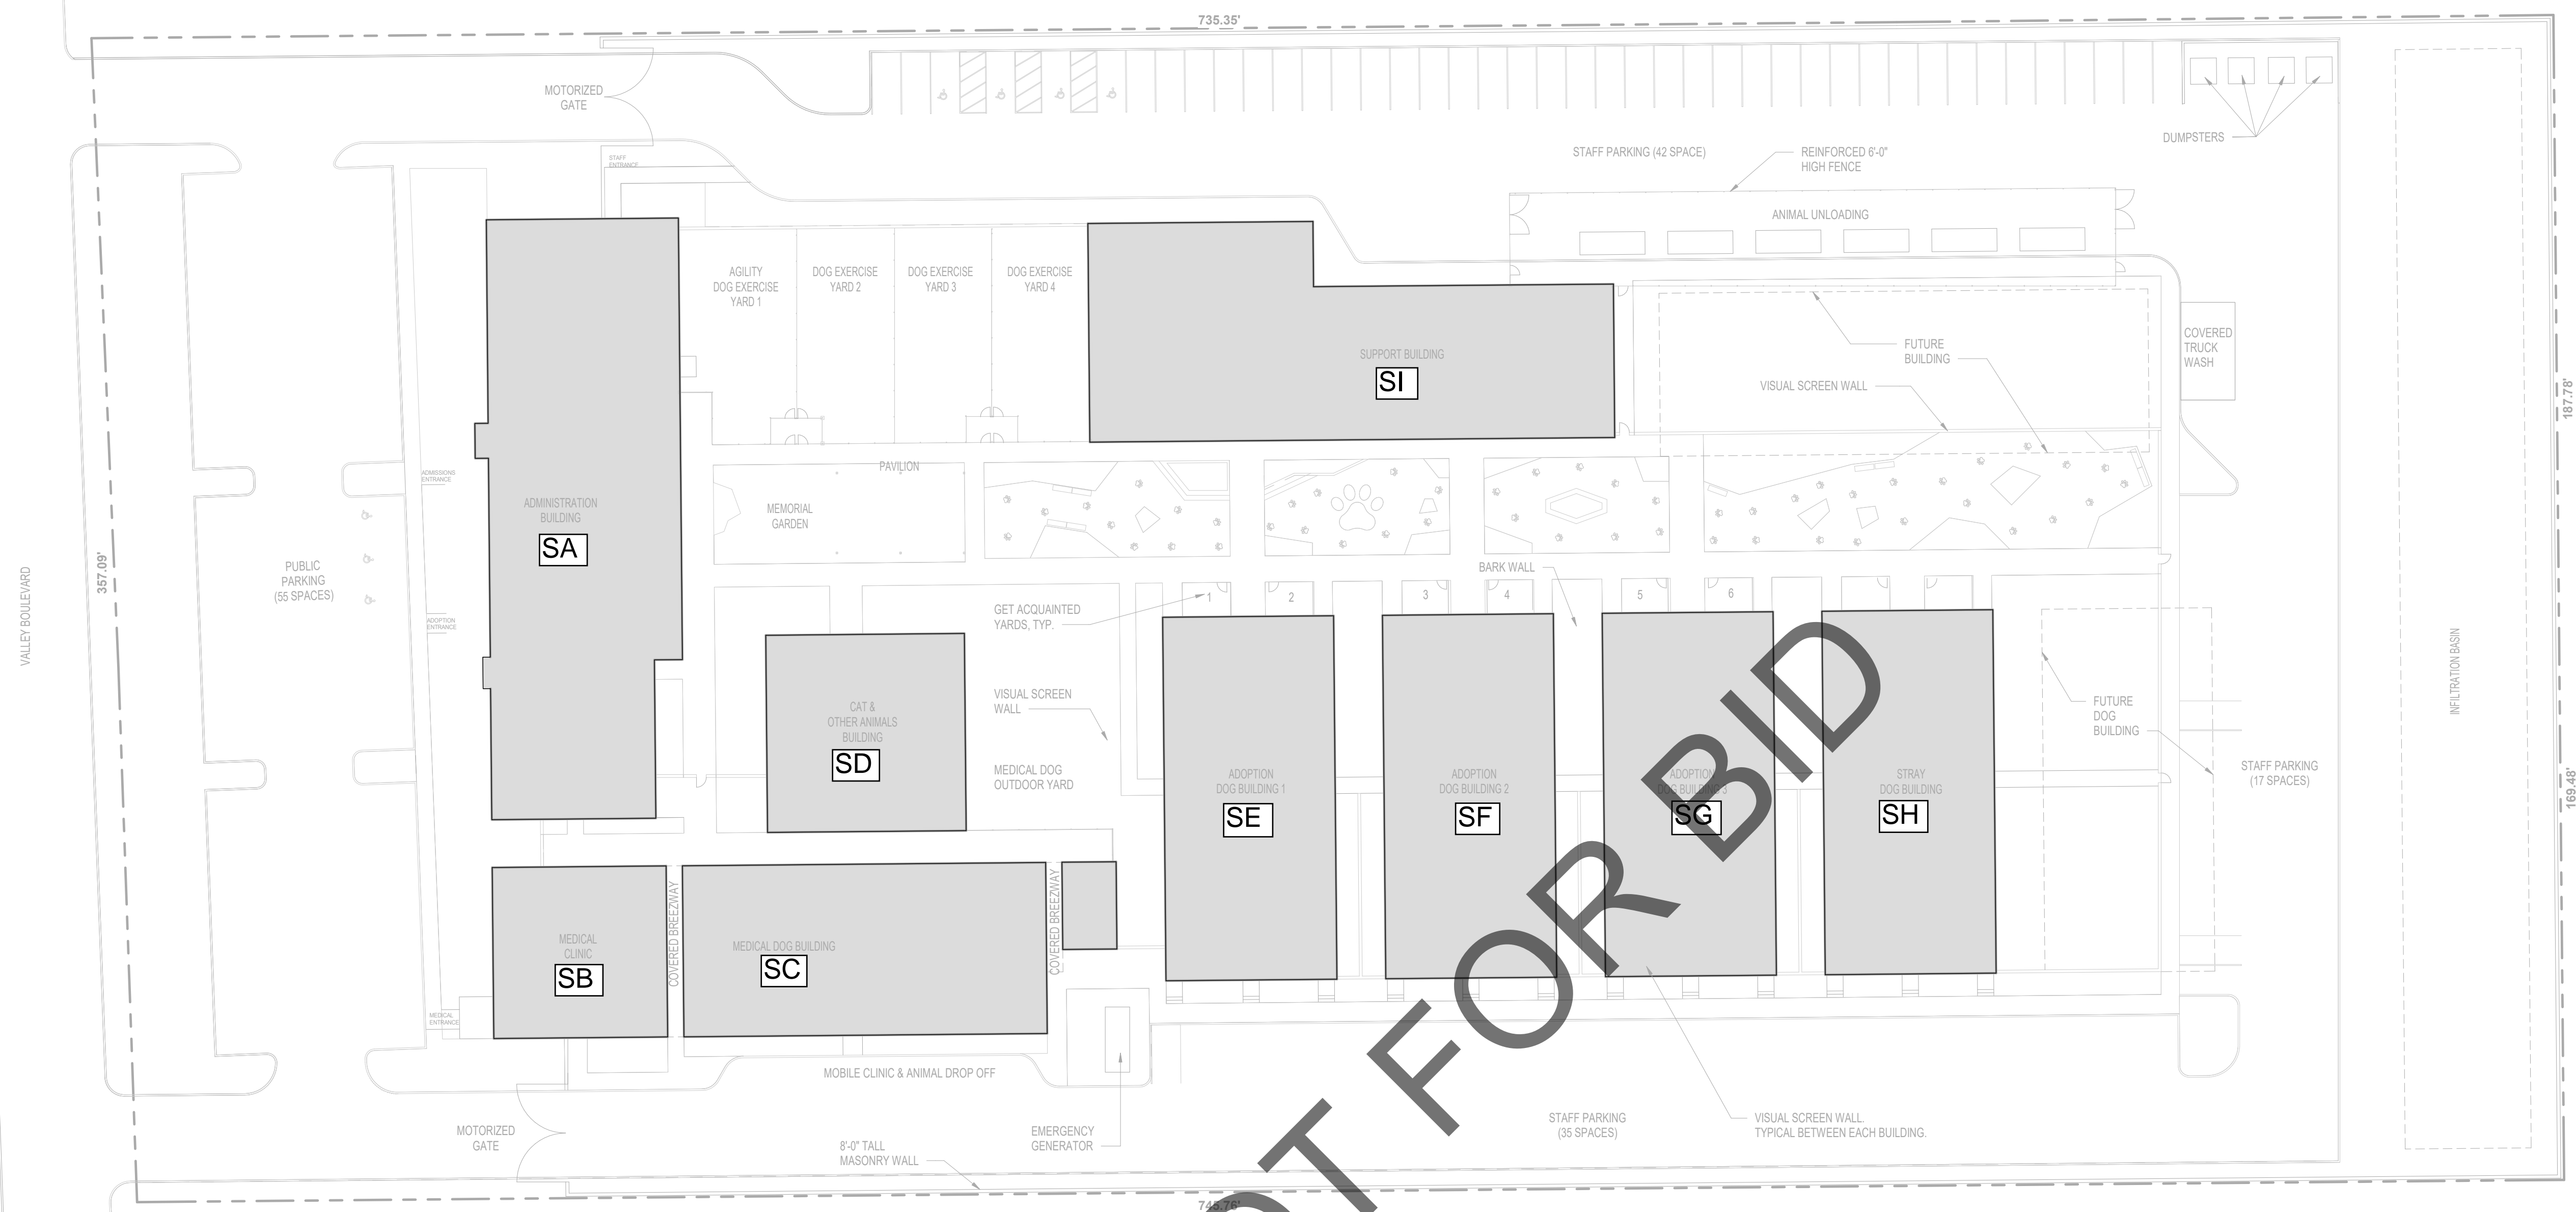 735.35'
MOTORIZED
GATE
STAFF
ENTRANCE
DUMPSTERS
STAFF PARKING (42 SPACE)
REINFORCED 6'-0"
HIGH FENCE
ANIMAL UNLOADING
AGILITY
DOG EXERCISE
YARD 1
DOG EXERCISE
YARD 2
DOG EXERCISE
YARD 3
DOG EXERCISE
YARD 4
SUPPORT BUILDING
SI
FUTURE
BUILDING
VISUAL SCREEN WALL
COVERED
TRUCK
WASH
187.78'
ADMISSIONS
ENTRANCE
PAVILION
MEMORIAL
GARDEN
ADMINISTRATION
BUILDING
SA
VALLEY BOULEVARD
357.09'
PUBLIC
PARKING
(55 SPACES)
ADOPTION
ENTRANCE
BARK WALL
GET ACQUAINTED
YARDS, TYP.
1
2
3
4
5
6
VISUAL SCREEN
WALL
CAT &
OTHER ANIMALS
BUILDING
SD
MEDICAL DOG
OUTDOOR YARD
ADOPTION
DOG BUILDING 1
SE
ADOPTION
DOG BUILDING 2
SF
ADOPTION
DOG BUILDING 3
SG
STRAY
DOG BUILDING
SH
FUTURE
DOG
BUILDING
STAFF PARKING
(17 SPACES)
INFILTRATION BASIN
169.48'
MEDICAL
CLINIC
SB
COVERED BREEZWAY
MEDICAL DOG BUILDING
SC
COVERED BREEZWAY
MEDICAL
ENTRANCE
MOBILE CLINIC & ANIMAL DROP OFF
MOTORIZED
GATE
8'-0" TALL
MASONRY WALL
EMERGENCY
GENERATOR
STAFF PARKING
(35 SPACES)
VISUAL SCREEN WALL.
TYPICAL BETWEEN EACH BUILDING.
745.76'
OT FOR BID